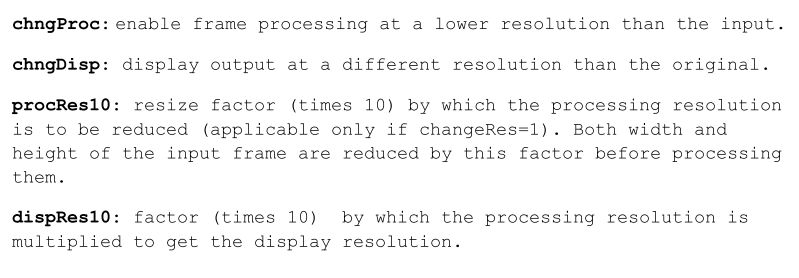 chngProc: enable frame processing at a lower resolution than the input.
chngDisp: display output at a different resolution than the original.
procRes10: resize factor (times 10) by which the processing resolution
is to be reduced (applicable only if changeRes=1). Both width and
height of the input frame are reduced by this factor before processing
them.
dispRes10: factor (times 10)  by which the processing resolution is
multiplied to get the display resolution.